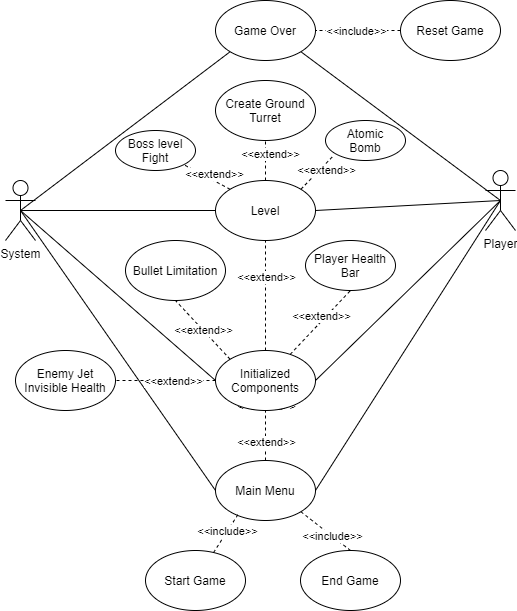 Game Over
<<include>>
Reset Game
Create Ground
Turret
Boss level
Fight
Atomic
Bomb
<<extend>>
<<extend>>
<<extend>>
Level
System
Player
Bullet Limitation
<<extend>>
Player Health
Bar
<<extend>>
<<extend>>
Enemy Jet
Invisible Health
<<extend>>
Initialized
Components
<<extend>>
Main Menu
<<include>>
<<include>>
Start Game
End Game